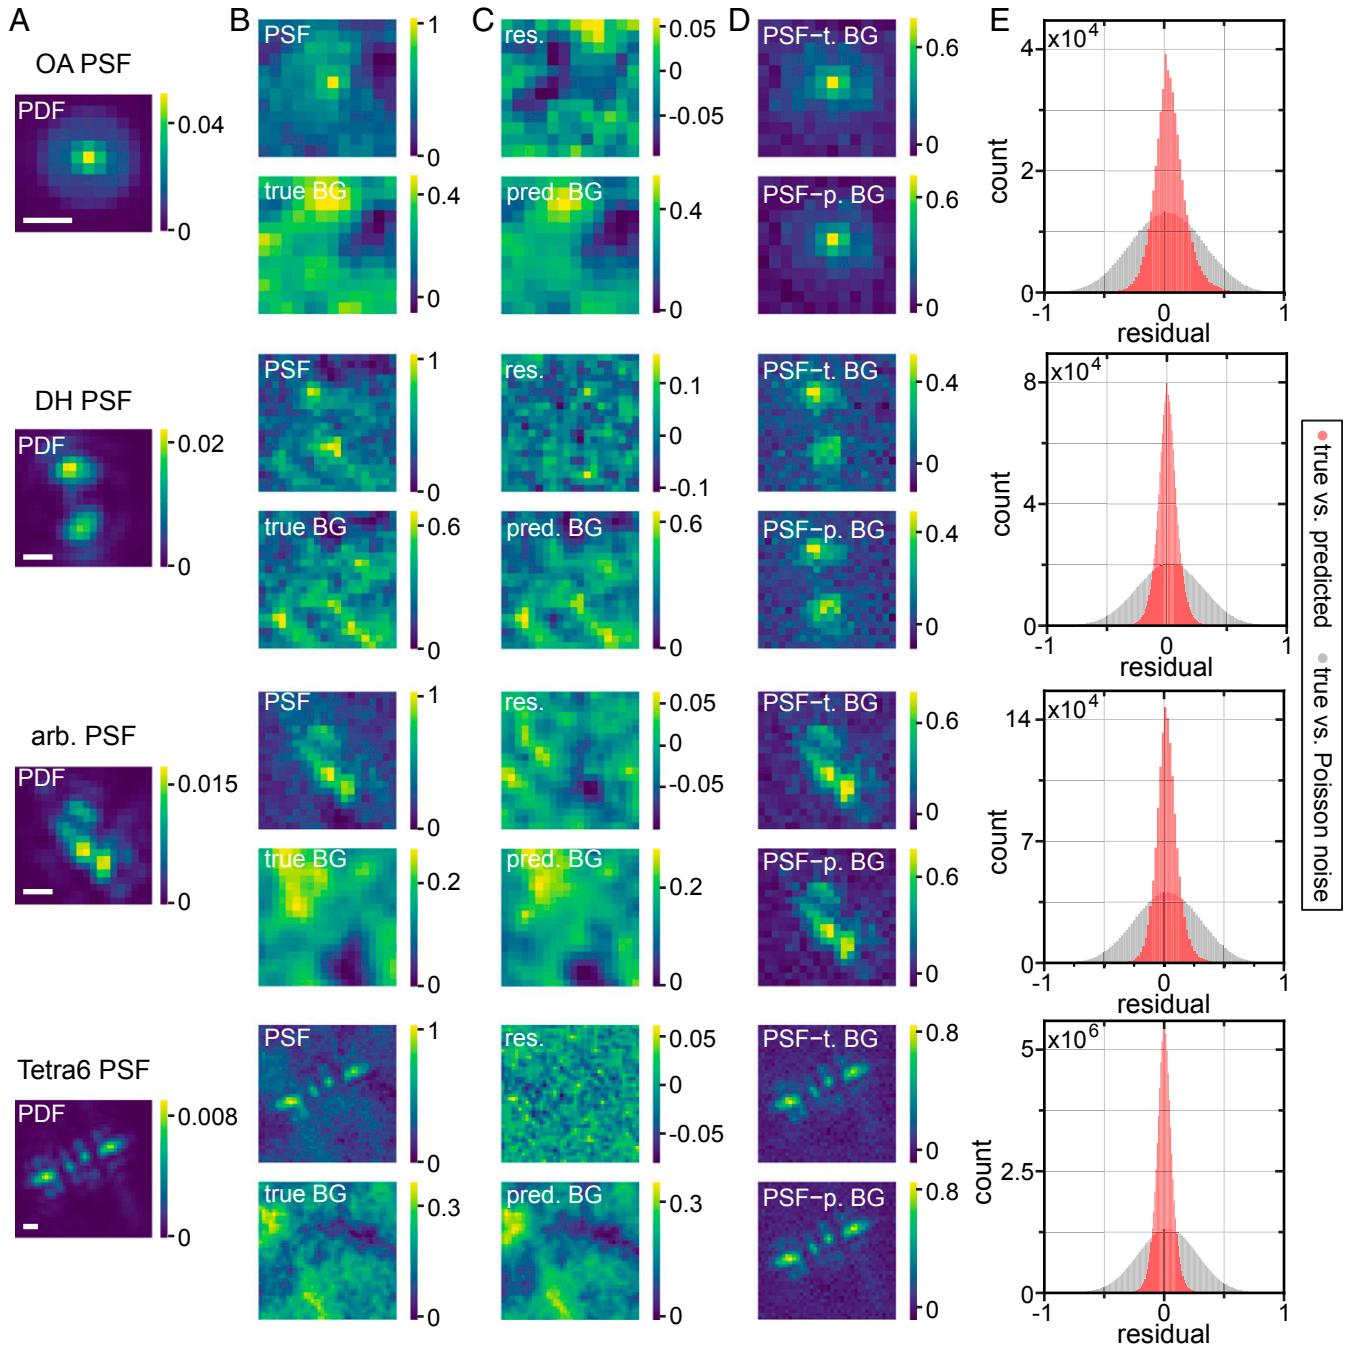 A
B
C
D
E
OA PSF
PDF
0.04
0
PSF
1
0
res.
0.05
0
-0.05
PSF-t. BG
0.6
0
true BG
0.4
0
pred. BG
0.4
0
PSF-p. BG
0.6
0
x10⁴
4
2
0
count
-1
0
1
residual
DH PSF
PDF
0.02
0
PSF
1
0
res.
0.1
0
-0.1
PSF-t. BG
0.4
0
true BG
0.6
0
pred. BG
0.6
0
PSF-p. BG
0.4
0
x10⁴
8
4
0
count
-1
0
1
residual
true vs. predicted
true vs. Poisson noise
arb. PSF
PDF
0.015
0
PSF
1
0
res.
0.05
0
-0.05
PSF-t. BG
0.6
0
true BG
0.2
0
pred. BG
0.2
0
PSF-p. BG
0.6
0
x10⁴
14
7
0
count
-1
0
1
residual
Tetra6 PSF
PDF
0.008
0
PSF
1
0
res.
0.05
0
-0.05
PSF-t. BG
0.8
0
true BG
0.3
0
pred. BG
0.3
0
PSF-p. BG
0.8
0
x10⁶
5
2.5
0
count
-1
0
1
residual